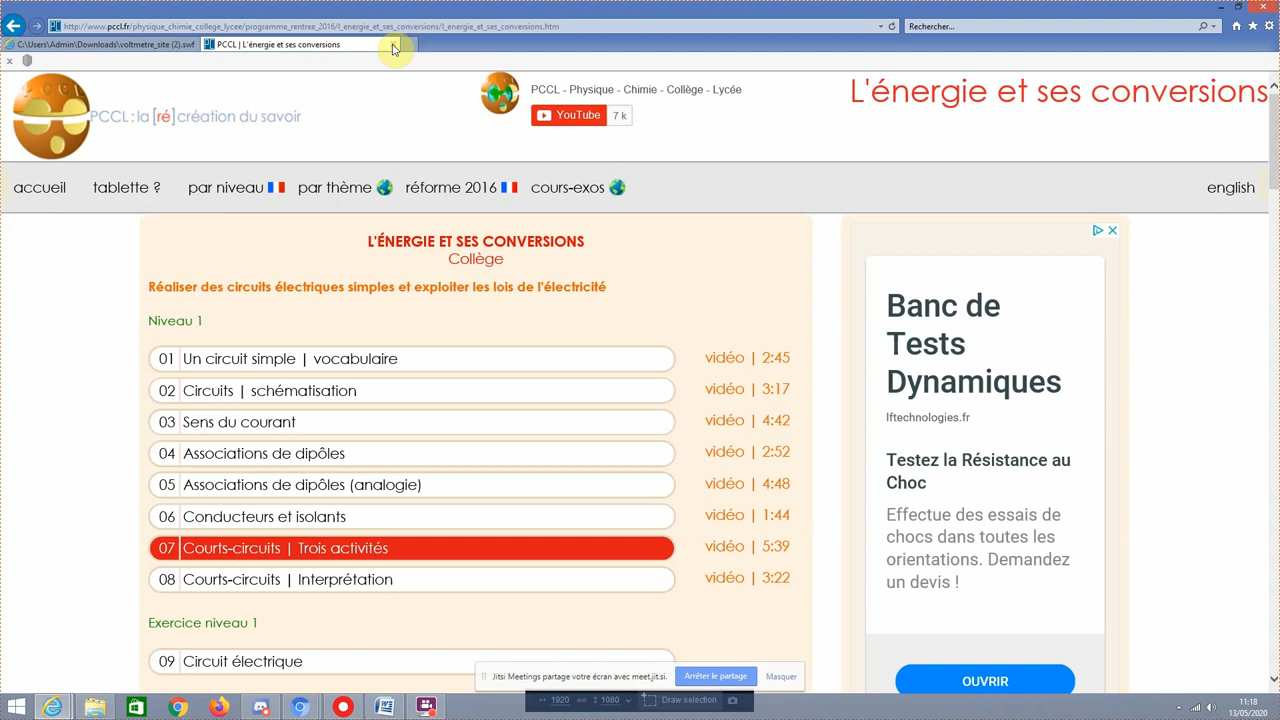 http://www.pccl.fr/physique_chimie_college_lycee/programme_rentree_2016/l_energie_et_ses_conversions/l_energie_et_ses_conversions.htm
Rechercher...
C:\Users\Admin\Downloads\voltmetre_site (2).swf
PCCL | L'énergie et ses conversions
x
PCCL
PCCL : la [ré]création du savoir
PCCL - Physique - Chimie - Collège - Lycée
YouTube 7 k
L'énergie et ses conversions
accueil tablette ? par niveau par thème réforme 2016 cours-exos english
L'ÉNERGIE ET SES CONVERSIONS
Collège
Réaliser des circuits électriques simples et exploiter les lois de l'électricité
Niveau 1
01 Un circuit simple | vocabulaire vidéo | 2:45
02 Circuits | schématisation vidéo | 3:17
03 Sens du courant vidéo | 4:42
04 Associations de dipôles vidéo | 2:52
05 Associations de dipôles (analogie) vidéo | 4:48
06 Conducteurs et isolants vidéo | 1:44
07 Courts-circuits | Trois activités vidéo | 5:39
08 Courts-circuits | Interprétation vidéo | 3:22
Exercice niveau 1
09 Circuit électrique
Banc de
Tests
Dynamiques
lftechnologies.fr
Testez la Résistance au
Choc
Effectue des essais de
chocs dans toutes les
orientations. Demandez
un devis !
OUVRIR
Jitsi Meetings partage votre écran avec meet.jit.si. Arrêter le partage Masquer
1920 1080 Draw selection
11:18
13/05/2020